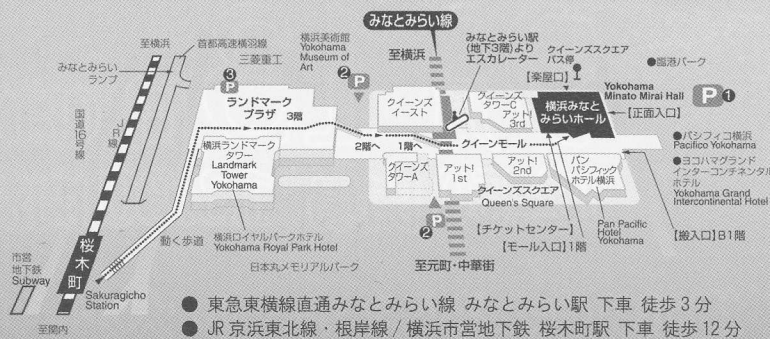 みなとみらい線
至横浜
首都高速横羽線
三菱重工
みなとみらい
ランプ
横浜美術館
Yokohama
Museum of
Art
至横浜
みなとみらい駅
(地下3階)より
エスカレーター
クイーンズスクエア
バス停
●臨港パーク
【楽屋口】
Yokohama
Minato Mirai Hall
横浜みなと
みらいホール
【正面入口】
P ❶
❷ P
❸
P
国道16号線
JR線
ランドマーク
プラザ 3階
クイーンズ
イースト
クイーンズ
タワーC
アット!
3rd
2階へ
1階へ
クイーンモール
●パシフィコ横浜
Pacifico Yokohama
●ヨコハマグランド
インターコンチネンタル
ホテル
Yokohama Grand
Intercontinental Hotel
横浜ランドマーク
タワー
Landmark
Tower
Yokohama
クイーンズ
タワーA
アット!
1st
アット!
2nd
パン
パシフィック
ホテル横浜
クイーンズスクエア
Queen's Square
Pan Pacific
Hotel
Yokohama
【搬入口】B1階
❷ P
【チケットセンター】
【モール入口】1階
動く歩道
横浜ロイヤルパークホテル
Yokohama Royal Park Hotel
日本丸メモリアルパーク
至元町・中華街
桜木町
市営
地下鉄
Subway
Sakuragicho
Station
至関内
● 東急東横線直通みなとみらい線 みなとみらい駅 下車 徒歩3分
● JR京浜東北線・根岸線/横浜市営地下鉄 桜木町駅 下車 徒歩12分